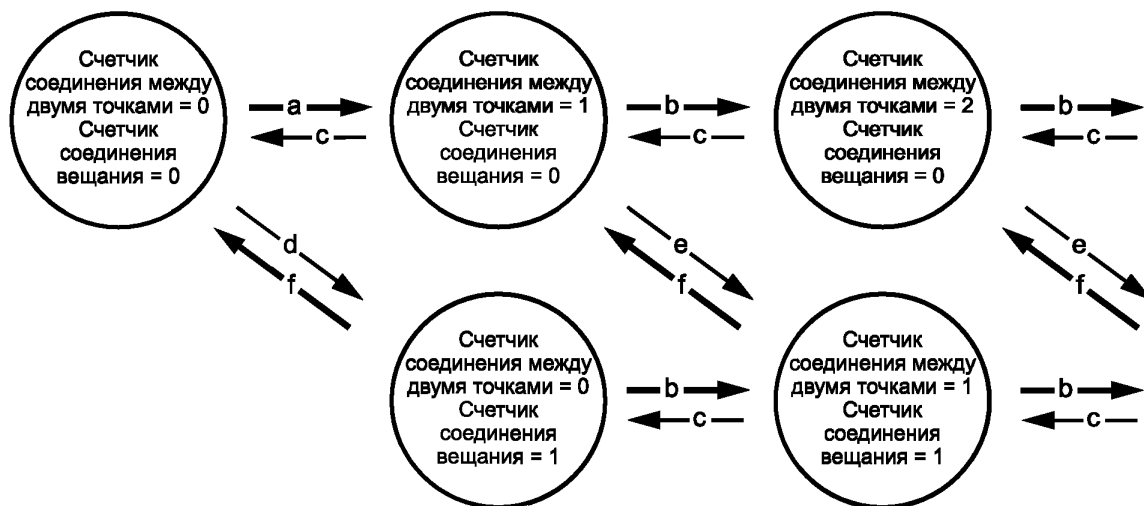 Счетчик
соединения между
двумя точками = 0
Счетчик
соединения
вещания = 0
a
c
Счетчик
соединения между
двумя точками = 1
Счетчик
соединения
вещания = 0
b
c
Счетчик
соединения между
двумя точками = 2
Счетчик
соединения
вещания = 0
b
c
d
f
e
f
e
f
Счетчик
соединения между
двумя точками = 0
Счетчик
соединения
вещания = 1
b
c
Счетчик
соединения между
двумя точками = 1
Счетчик
соединения
вещания = 1
b
c